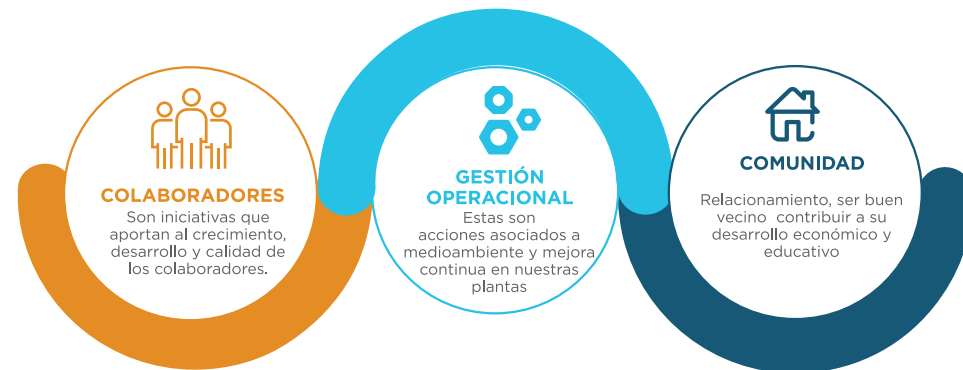 COLABORADORES
Son iniciativas que
aportan al crecimiento,
desarrollo y calidad de
los colaboradores.
GESTIÓN
OPERACIONAL
Estas son
acciones asociados a
medioambiente y mejora
continua en nuestras
plantas
COMUNIDAD
Relacionamiento, ser buen
vecino contribuir a su
desarrollo económico y
educativo